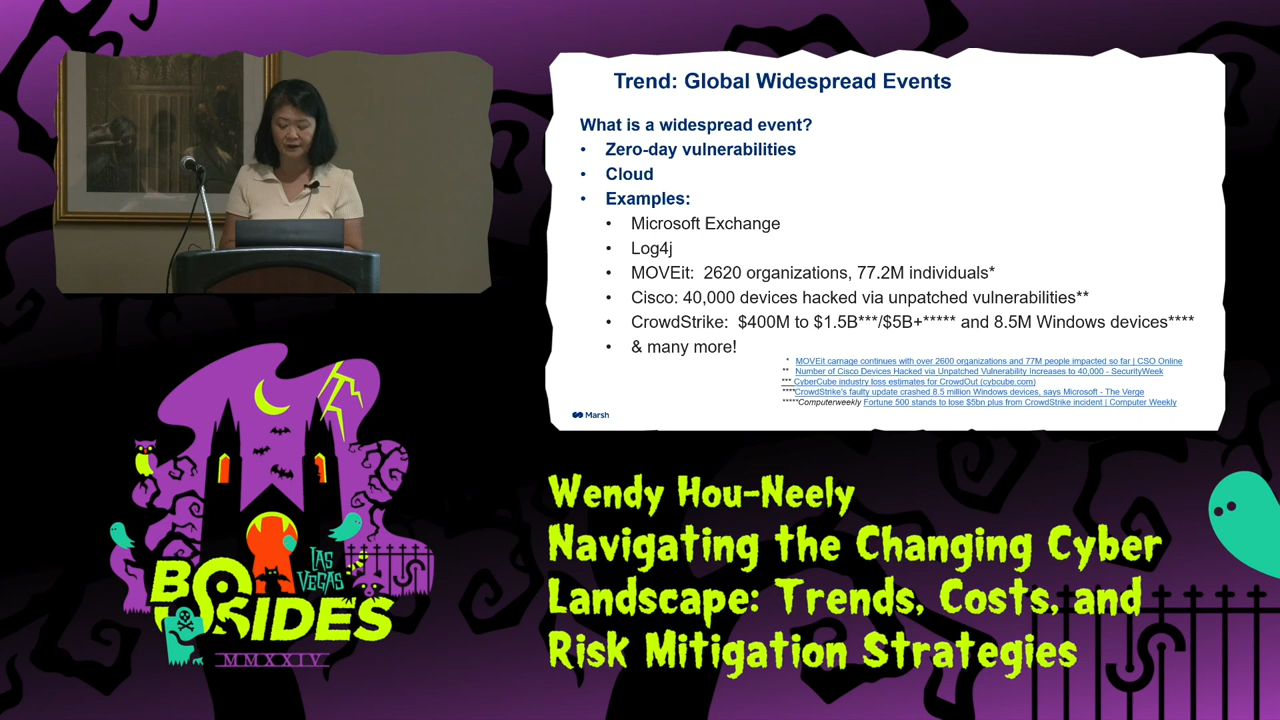 Trend: Global Widespread Events
What is a widespread event?
• Zero-day vulnerabilities
• Cloud
• Examples:
• Microsoft Exchange
• Log4j
• MOVEit: 2620 organizations, 77.2M individuals*
• Cisco: 40,000 devices hacked via unpatched vulnerabilities**
• CrowdStrike: $400M to $1.5B***/$5B+***** and 8.5M Windows devices****
• & many more!
* MOVEit carnage continues with over 2600 organizations and 77M people impacted so far | CSO Online
** Number of Cisco Devices Hacked via Unpatched Vulnerability Increases to 40,000 - SecurityWeek
*** CyberCube industry loss estimates for CrowdOut (cybcube.com)
****CrowdStrike's faulty update crashed 8.5 million Windows devices, says Microsoft - The Verge
*****Computerweekly Fortune 500 stands to lose $5bn plus from CrowdStrike incident | Computer Weekly
Marsh
LAS
VEGAS
BSIDES
MMXXIV
Wendy Hou-Neely
Navigating the Changing Cyber
Landscape: Trends, Costs, and
Risk Mitigation Strategies